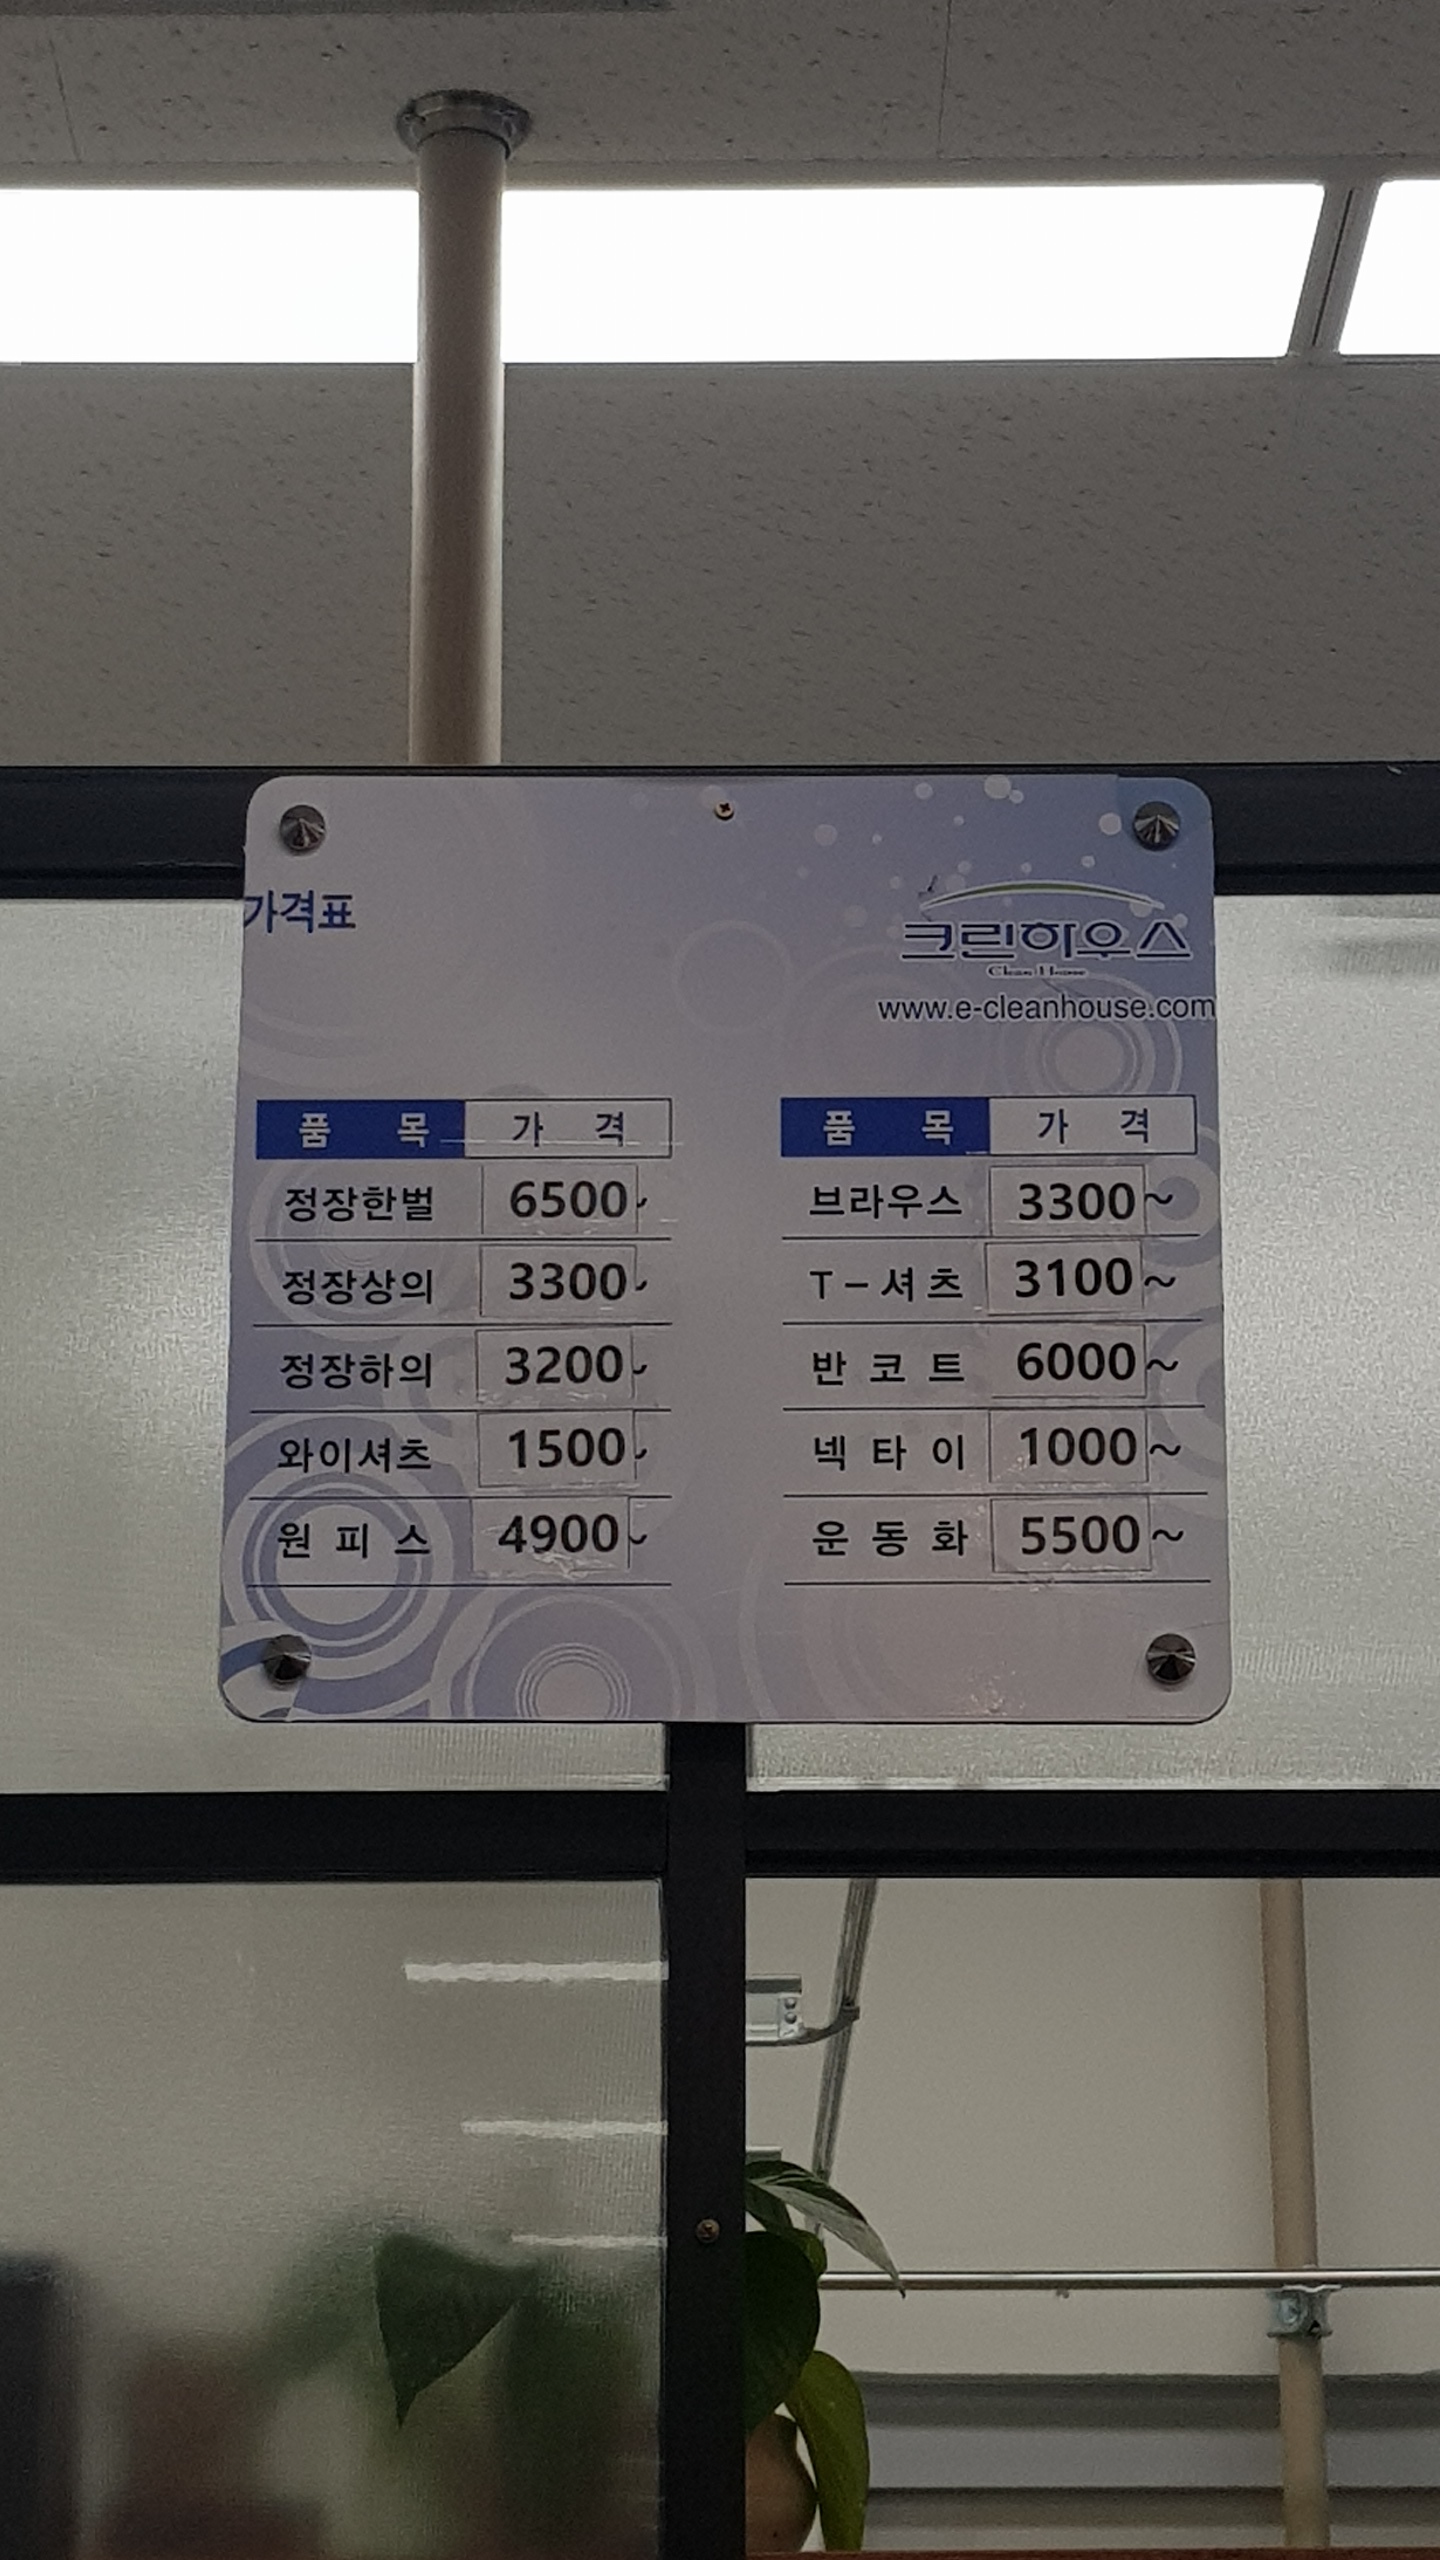 가격표
크린하우스
Clean House
www.e-cleanhouse.com
품 목 가 격
정장한벌 6500~
정장상의 3300~
정장하의 3200~
와이셔츠 1500~
원 피 스 4900~
품 목 가 격
브라우스 3300~
T-셔츠 3100~
반 코 트 6000~
넥 타 이 1000~
운 동 화 5500~